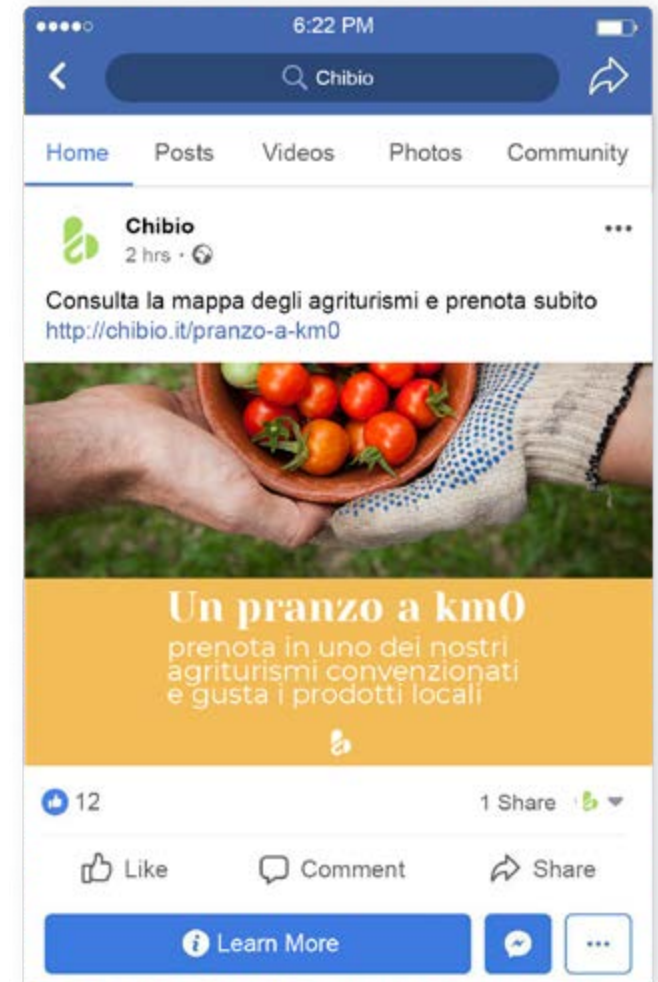 6:22 PM
Chibio
Home Posts Videos Photos Community
Chibio
2 hrs ·
Consulta la mappa degli agriturismi e prenota subito
http://chibio.it/pranzo-a-km0
Un pranzo a km0
prenota in uno dei nostri
agriturismi convenzionati
e gusta i prodotti locali
12 1 Share
Like Comment Share
Learn More